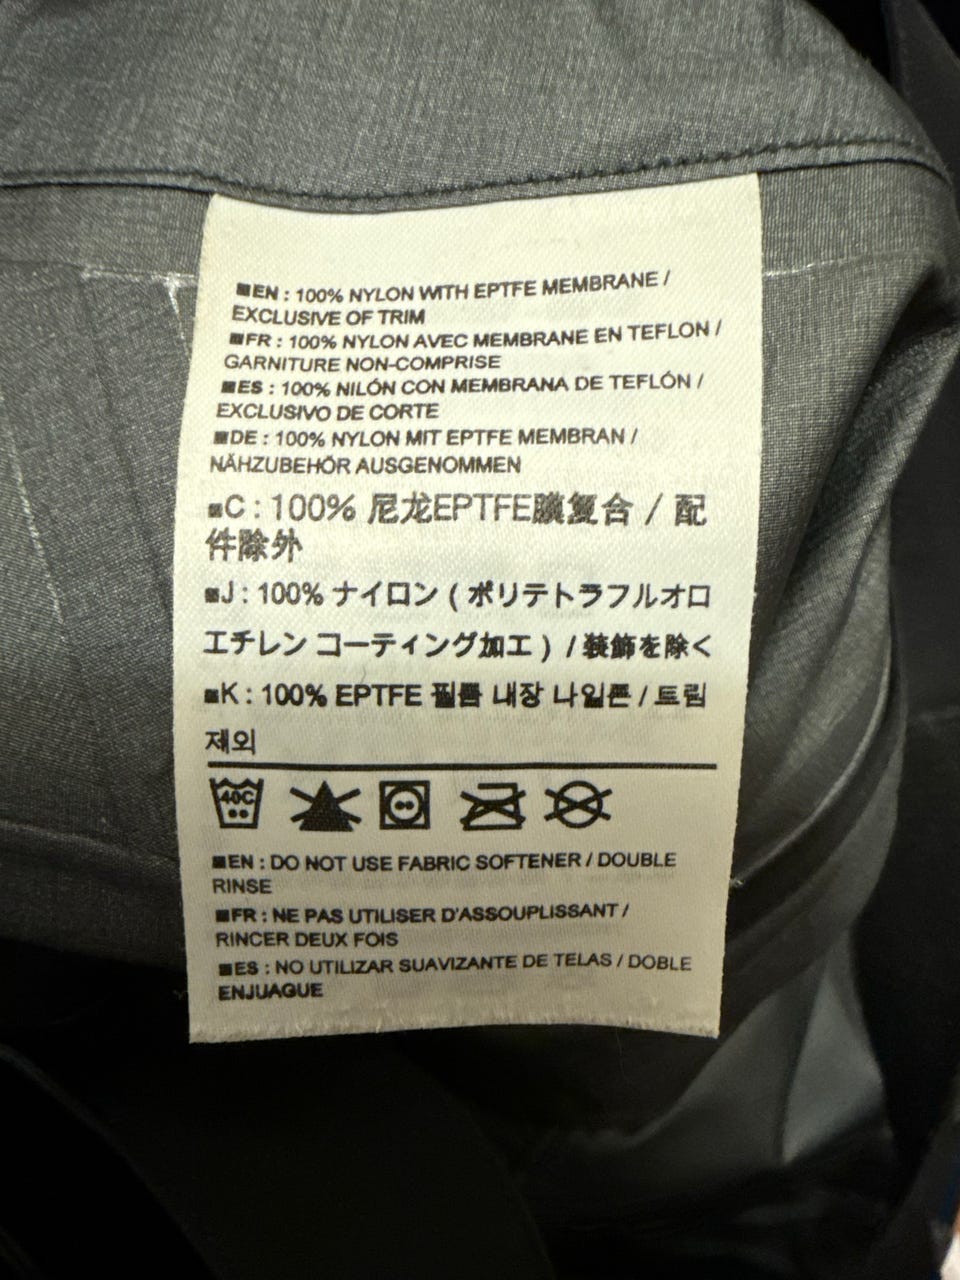 ■EN : 100% NYLON WITH EPTFE MEMBRANE /
EXCLUSIVE OF TRIM
■FR : 100% NYLON AVEC MEMBRANE EN TEFLON /
GARNITURE NON-COMPRISE
■ES : 100% NILÓN CON MEMBRANA DE TEFLÓN /
EXCLUSIVO DE CORTE
■DE : 100% NYLON MIT EPTFE MEMBRAN /
NÄHZUBEHÖR AUSGENOMMEN
■C : 100% 尼龙EPTFE膜复合 / 配
件除外
■J : 100% ナイロン ( ポリテトラフルオロ
エチレン コーティング加工 ) / 装飾を除く
■K : 100% EPTFE 필름 내장 나일론 / 트림
제외
40C
■EN : DO NOT USE FABRIC SOFTENER / DOUBLE
RINSE
■FR : NE PAS UTILISER D'ASSOUPLISSANT /
RINCER DEUX FOIS
■ES : NO UTILIZAR SUAVIZANTE DE TELAS / DOBLE
ENJUAGUE